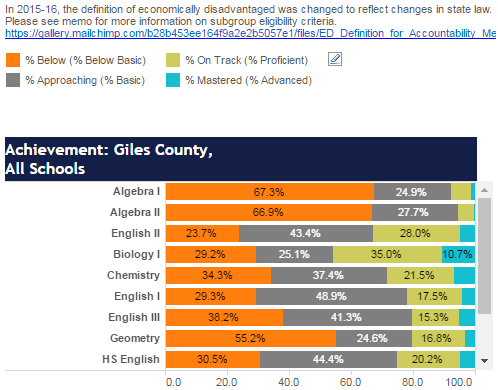 In 2015-16, the definition of economically disadvantaged was changed to reflect changes in state law.
Please see memo for more information on subgroup eligibility criteria.
https://gallery.mailchimp.com/b28b453ee164f9a2e2b5057e1/files/ED_Definition_for_Accountability_Me
% Below (% Below Basic) % On Track (% Proficient)
% Approaching (% Basic) % Mastered (% Advanced)
Achievement: Giles County,
All Schools
Algebra I 67.3% 24.9%
Algebra II 66.9% 27.7%
English II 23.7% 43.4% 28.0%
Biology I 29.2% 25.1% 35.0% 10.7%
Chemistry 34.3% 37.4% 21.5%
English I 29.3% 48.9% 17.5%
English III 38.2% 41.3% 15.3%
Geometry 55.2% 24.6% 16.8%
HS English 30.5% 44.4% 20.2%
0.0 20.0 40.0 60.0 80.0 100.0